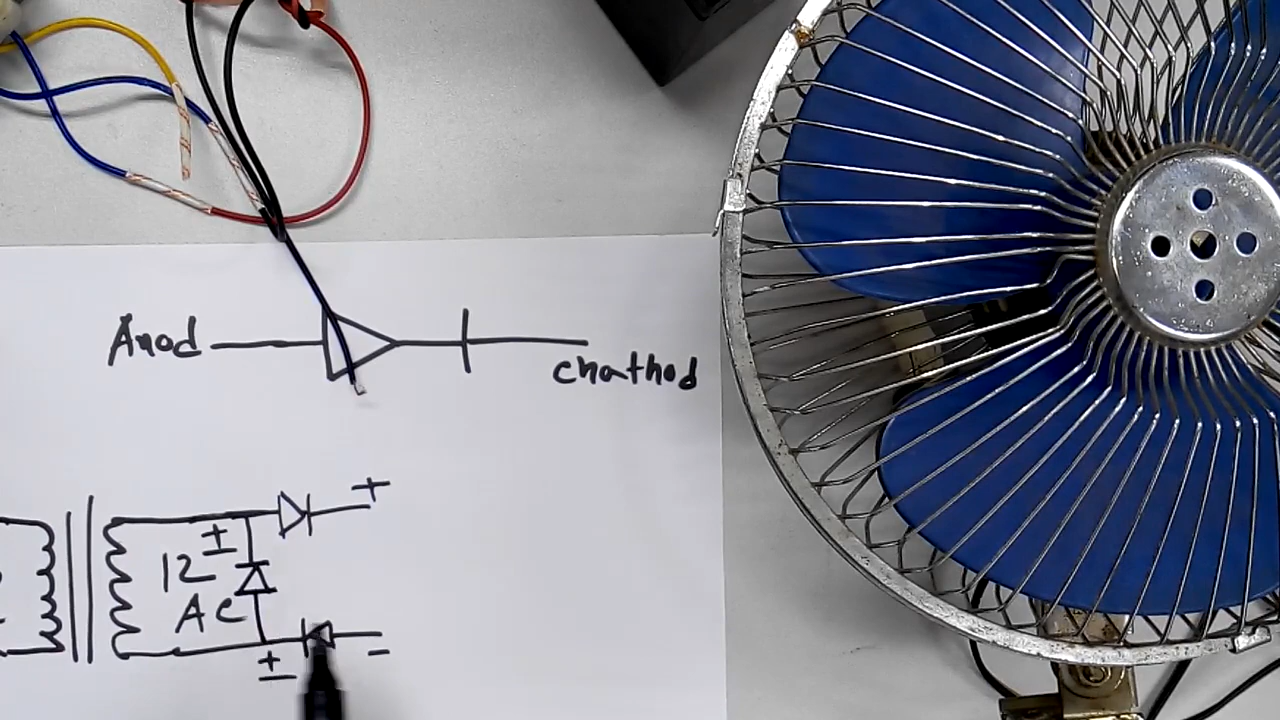 Anod
chathod
+
±
12
AC
±
-